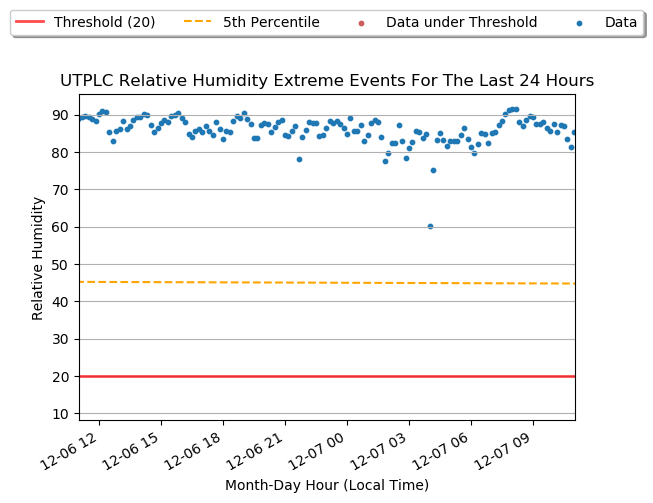 Threshold (20) 5th Percentile Data under Threshold Data
UTPLC Relative Humidity Extreme Events For The Last 24 Hours
90
80
70
60
50
40
30
20
10
Relative Humidity
12-06 12 12-06 15 12-06 18 12-06 21 12-07 00 12-07 03 12-07 06 12-07 09
Month-Day Hour (Local Time)